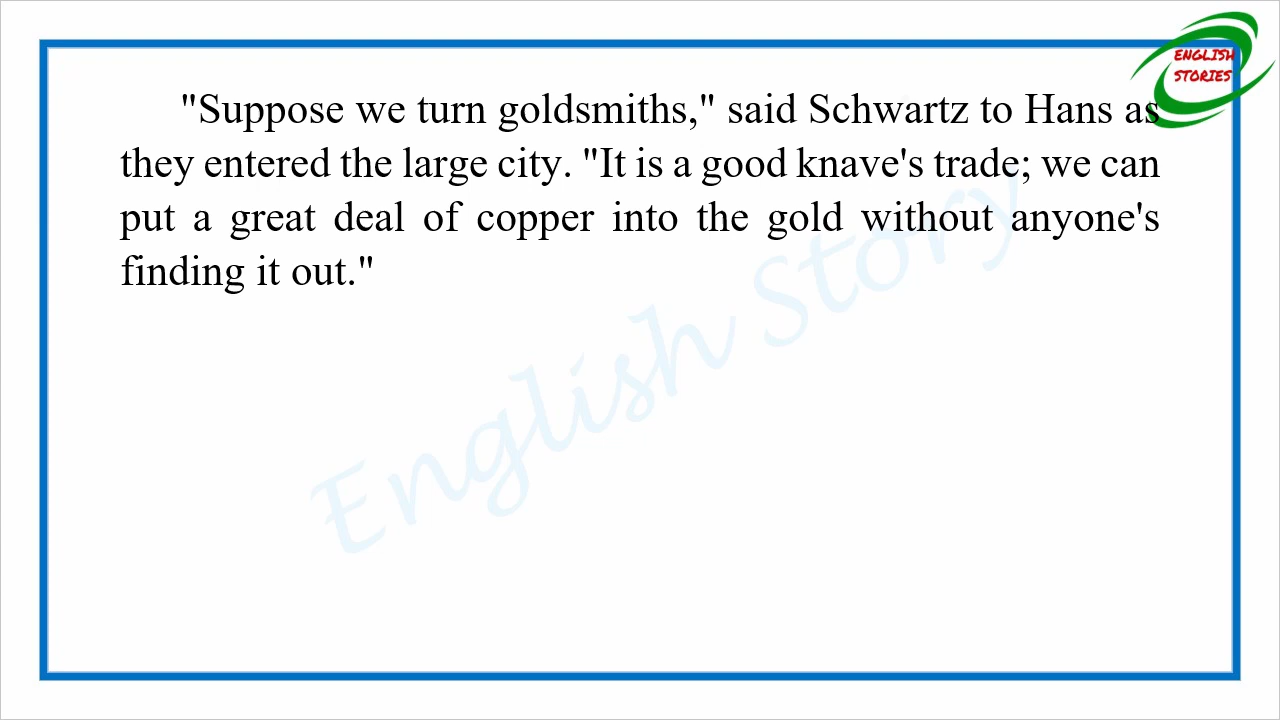 ENGLISH
STORIES
"Suppose we turn goldsmiths," said Schwartz to Hans as
they entered the large city. "It is a good knave's trade; we can
put a great deal of copper into the gold without anyone's
finding it out."
English Story